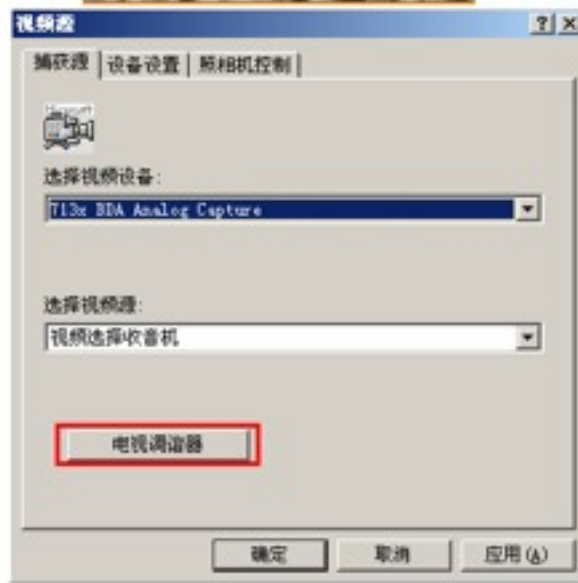 视频源
捕获源 设备设置 照相机控制
选择视频设备:
713x BDA Analog Capture
选择视频源:
视频选择收音机
电视调谐器
确定 取消 应用(A)